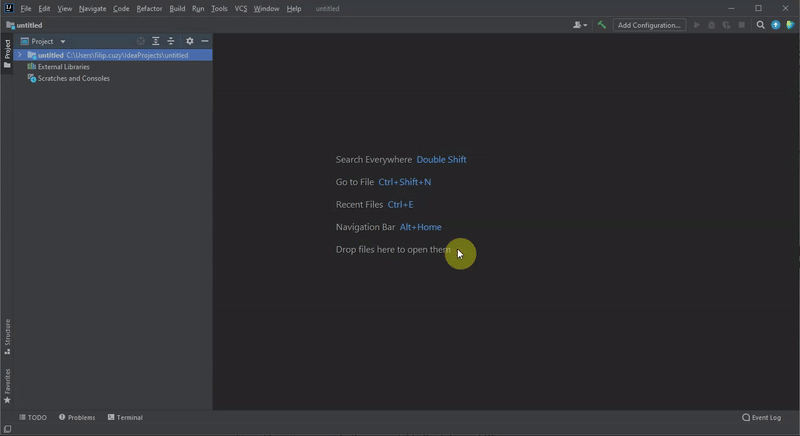 File Edit View Navigate Code Refactor Build Run Tools VCS Window Help untitled
untitled
Add Configuration...
Project
Project
untitled C:\Users\filip.cuzy\IdeaProjects\untitled
External Libraries
Scratches and Consoles
Search Everywhere Double Shift
Go to File Ctrl+Shift+N
Recent Files Ctrl+E
Navigation Bar Alt+Home
Drop files here to open them
Structure
Favorites
TODO Problems Terminal Event Log